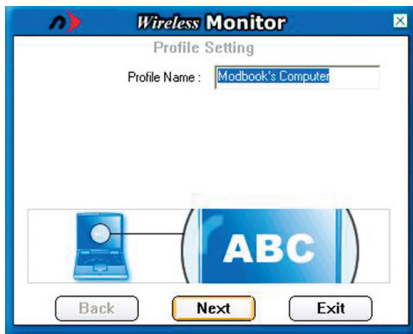 Wireless Monitor
Profile Setting
Profile Name : Modbook's Computer
ABC
Back Next Exit